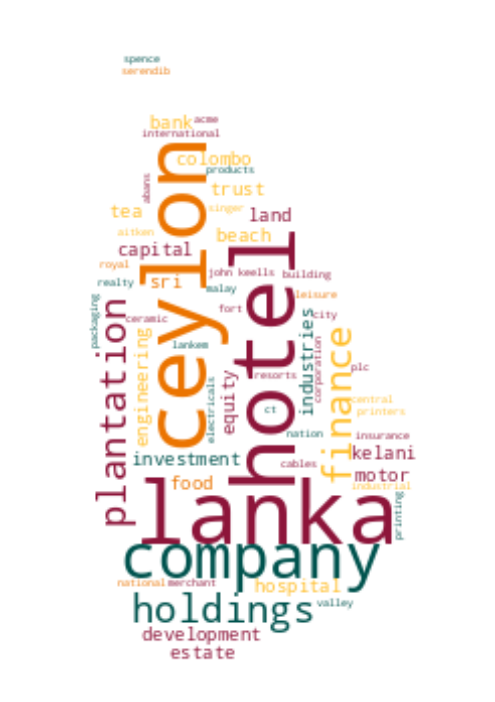 spence
serendib
bank
acme
international
colombo
products
abans
trust
tea
singer
land
ceylon
aitken
beach
capital
hotel
royal
sri
john keells
building
realty
malay
leisure
packaging
plantation
ceramic
fort
city
engineering
industries
finance
lankem
corporation
plc
electricals
equity
resorts
ct
central
printers
nation
insurance
investment
cables
kelani
motor
food
lanka
industrial
printing
company
national
merchant
hospital
holdings
valley
development
estate